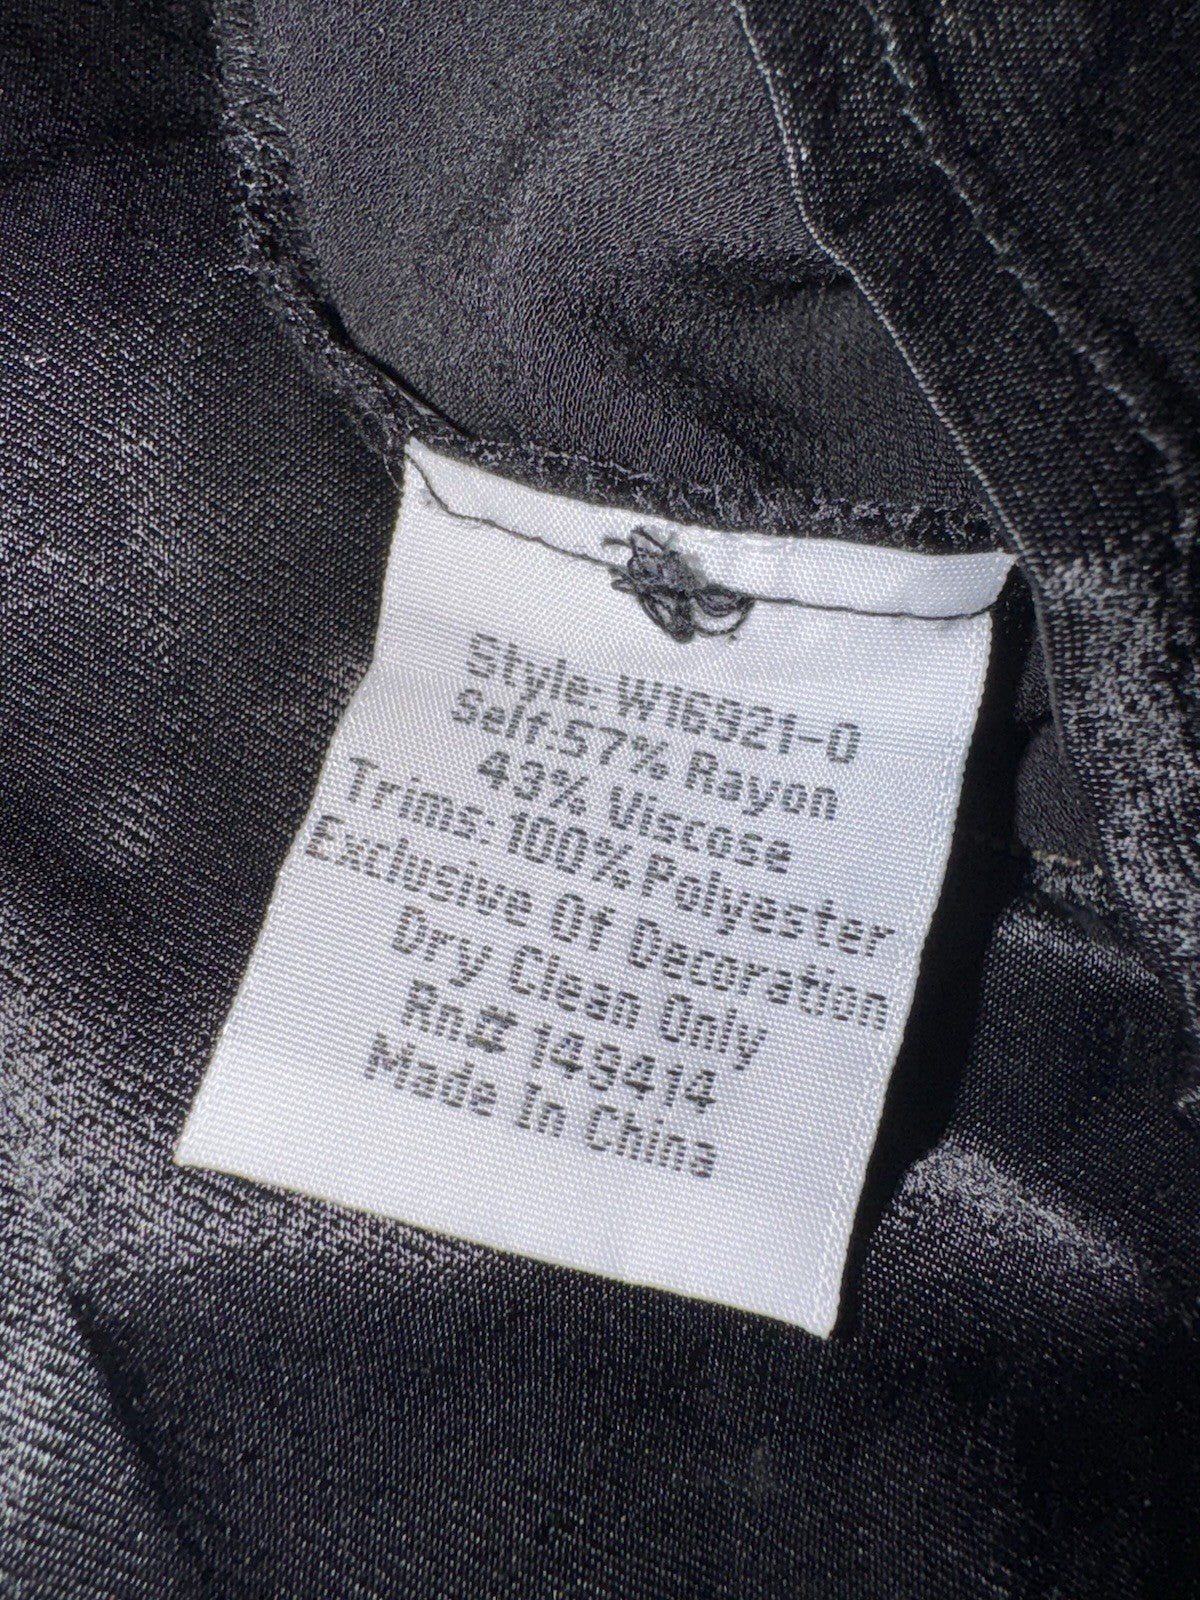 Style: W16921-0
Self:57% Rayon
43% Viscose
Trims:100% Polyester
Exclusive Of Decoration
Dry Clean Only
Rn# 149414
Made In China